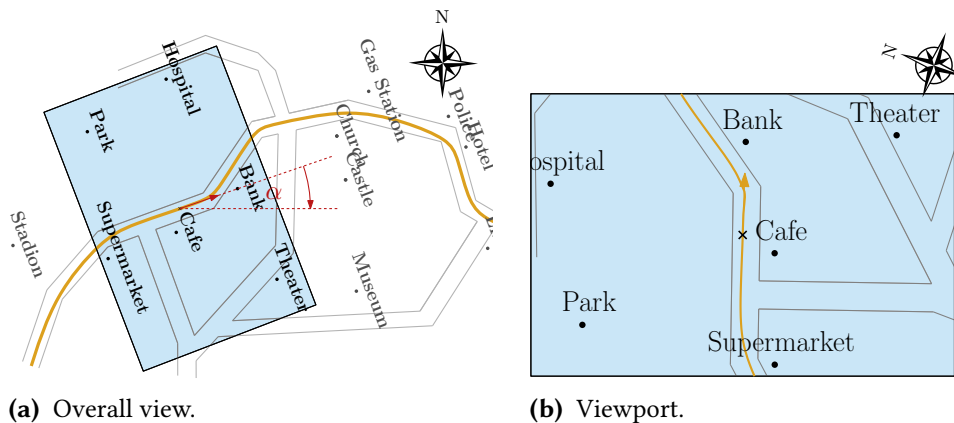 N
Hospital
Gas Station
Park
Police
Hotel
Church
Castle
Bank
α
Supermarket
Cafe
Stadion
Theater
Museum
(a) Overall view.
N
Bank
Theater
ospital
Cafe
Park
Supermarket
(b) Viewport.